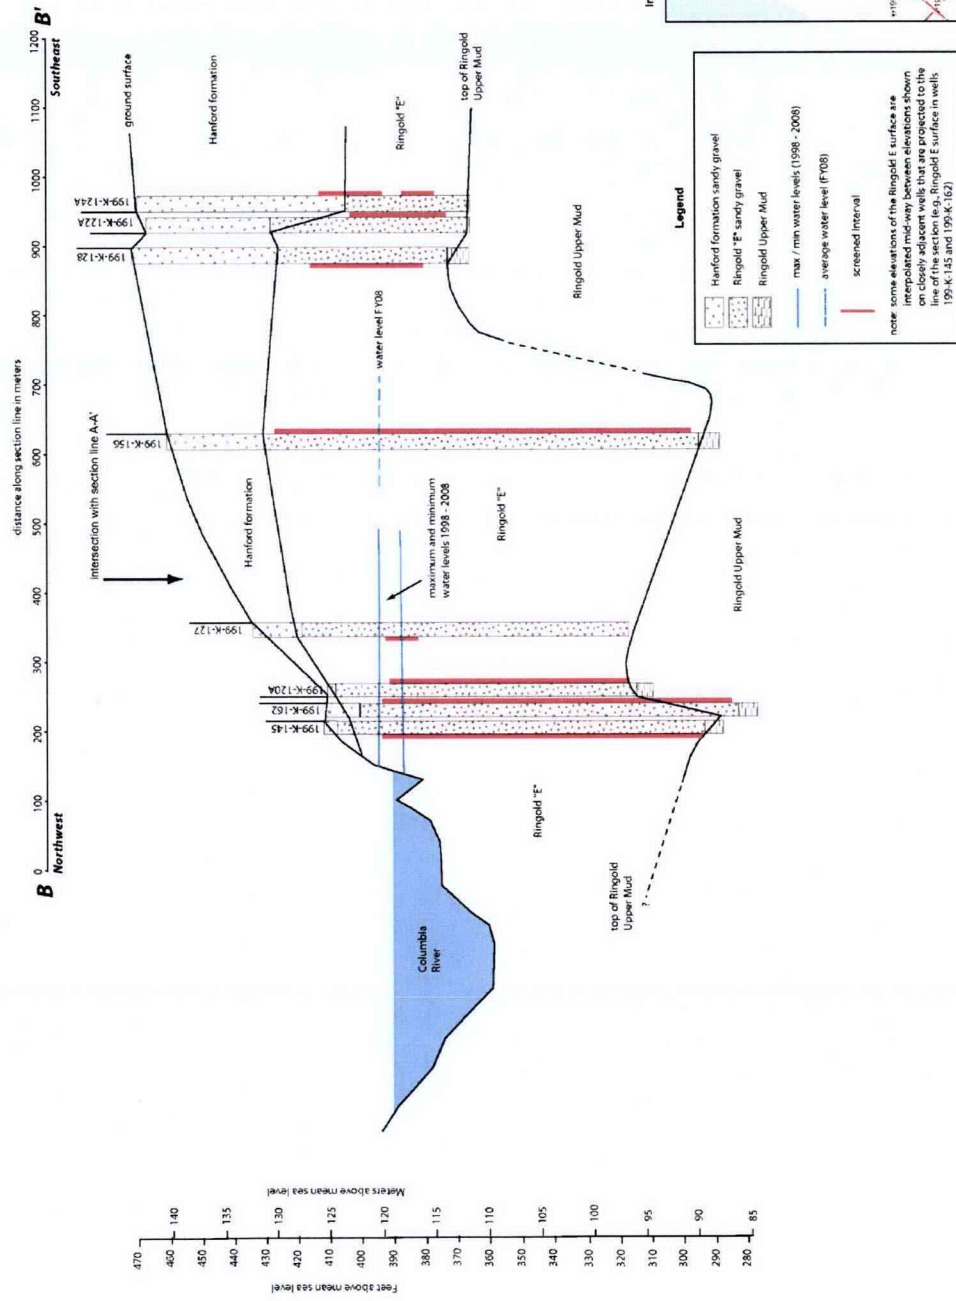 distance along section line in meters
B
Northwest
0
100
200
300
400
500
600
700
800
900
1000
1100
1200
B'
Southeast
Intersection with section line A-A'
199-K-145
199-K-162
199-K-120A
199-K-127
199-K-156
199-K-128
199-K-122A
199-K-124A
ground surface
Hanford formation
Hanford formation
Ringold "E"
top of Ringold
Upper Mud
water level FY08
maximum and minimum
water levels 1998 - 2008
Ringold "E"
Ringold Upper Mud
Ringold Upper Mud
Columbia
River
Ringold "E"
top of Ringold
Upper Mud
?
Meters above mean sea level
140
135
130
125
120
115
110
105
100
95
90
85
Feet above mean sea level
470
460
450
440
430
420
410
400
390
380
370
360
350
340
330
320
310
300
290
280
Legend
Hanford formation sandy gravel
Ringold "E" sandy gravel
Ringold Upper Mud
max / min water levels (1998 - 2008)
average water level (FY08)
screened interval
note: some elevations of the Ringold E surface are
interpolated mid-way between elevations shown
on closely adjacent wells that are projected to the
line of the section (e.g., Ringold E surface in wells
199-K-145 and 199-K-162)